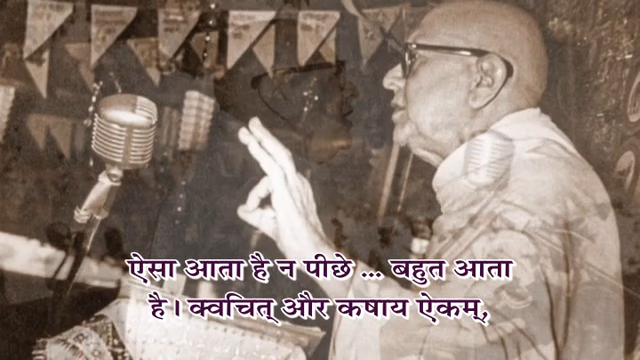 ऐसा आता है न पीछे ... बहुत आता
है । क्वचित् और कषाय ऐकम्,